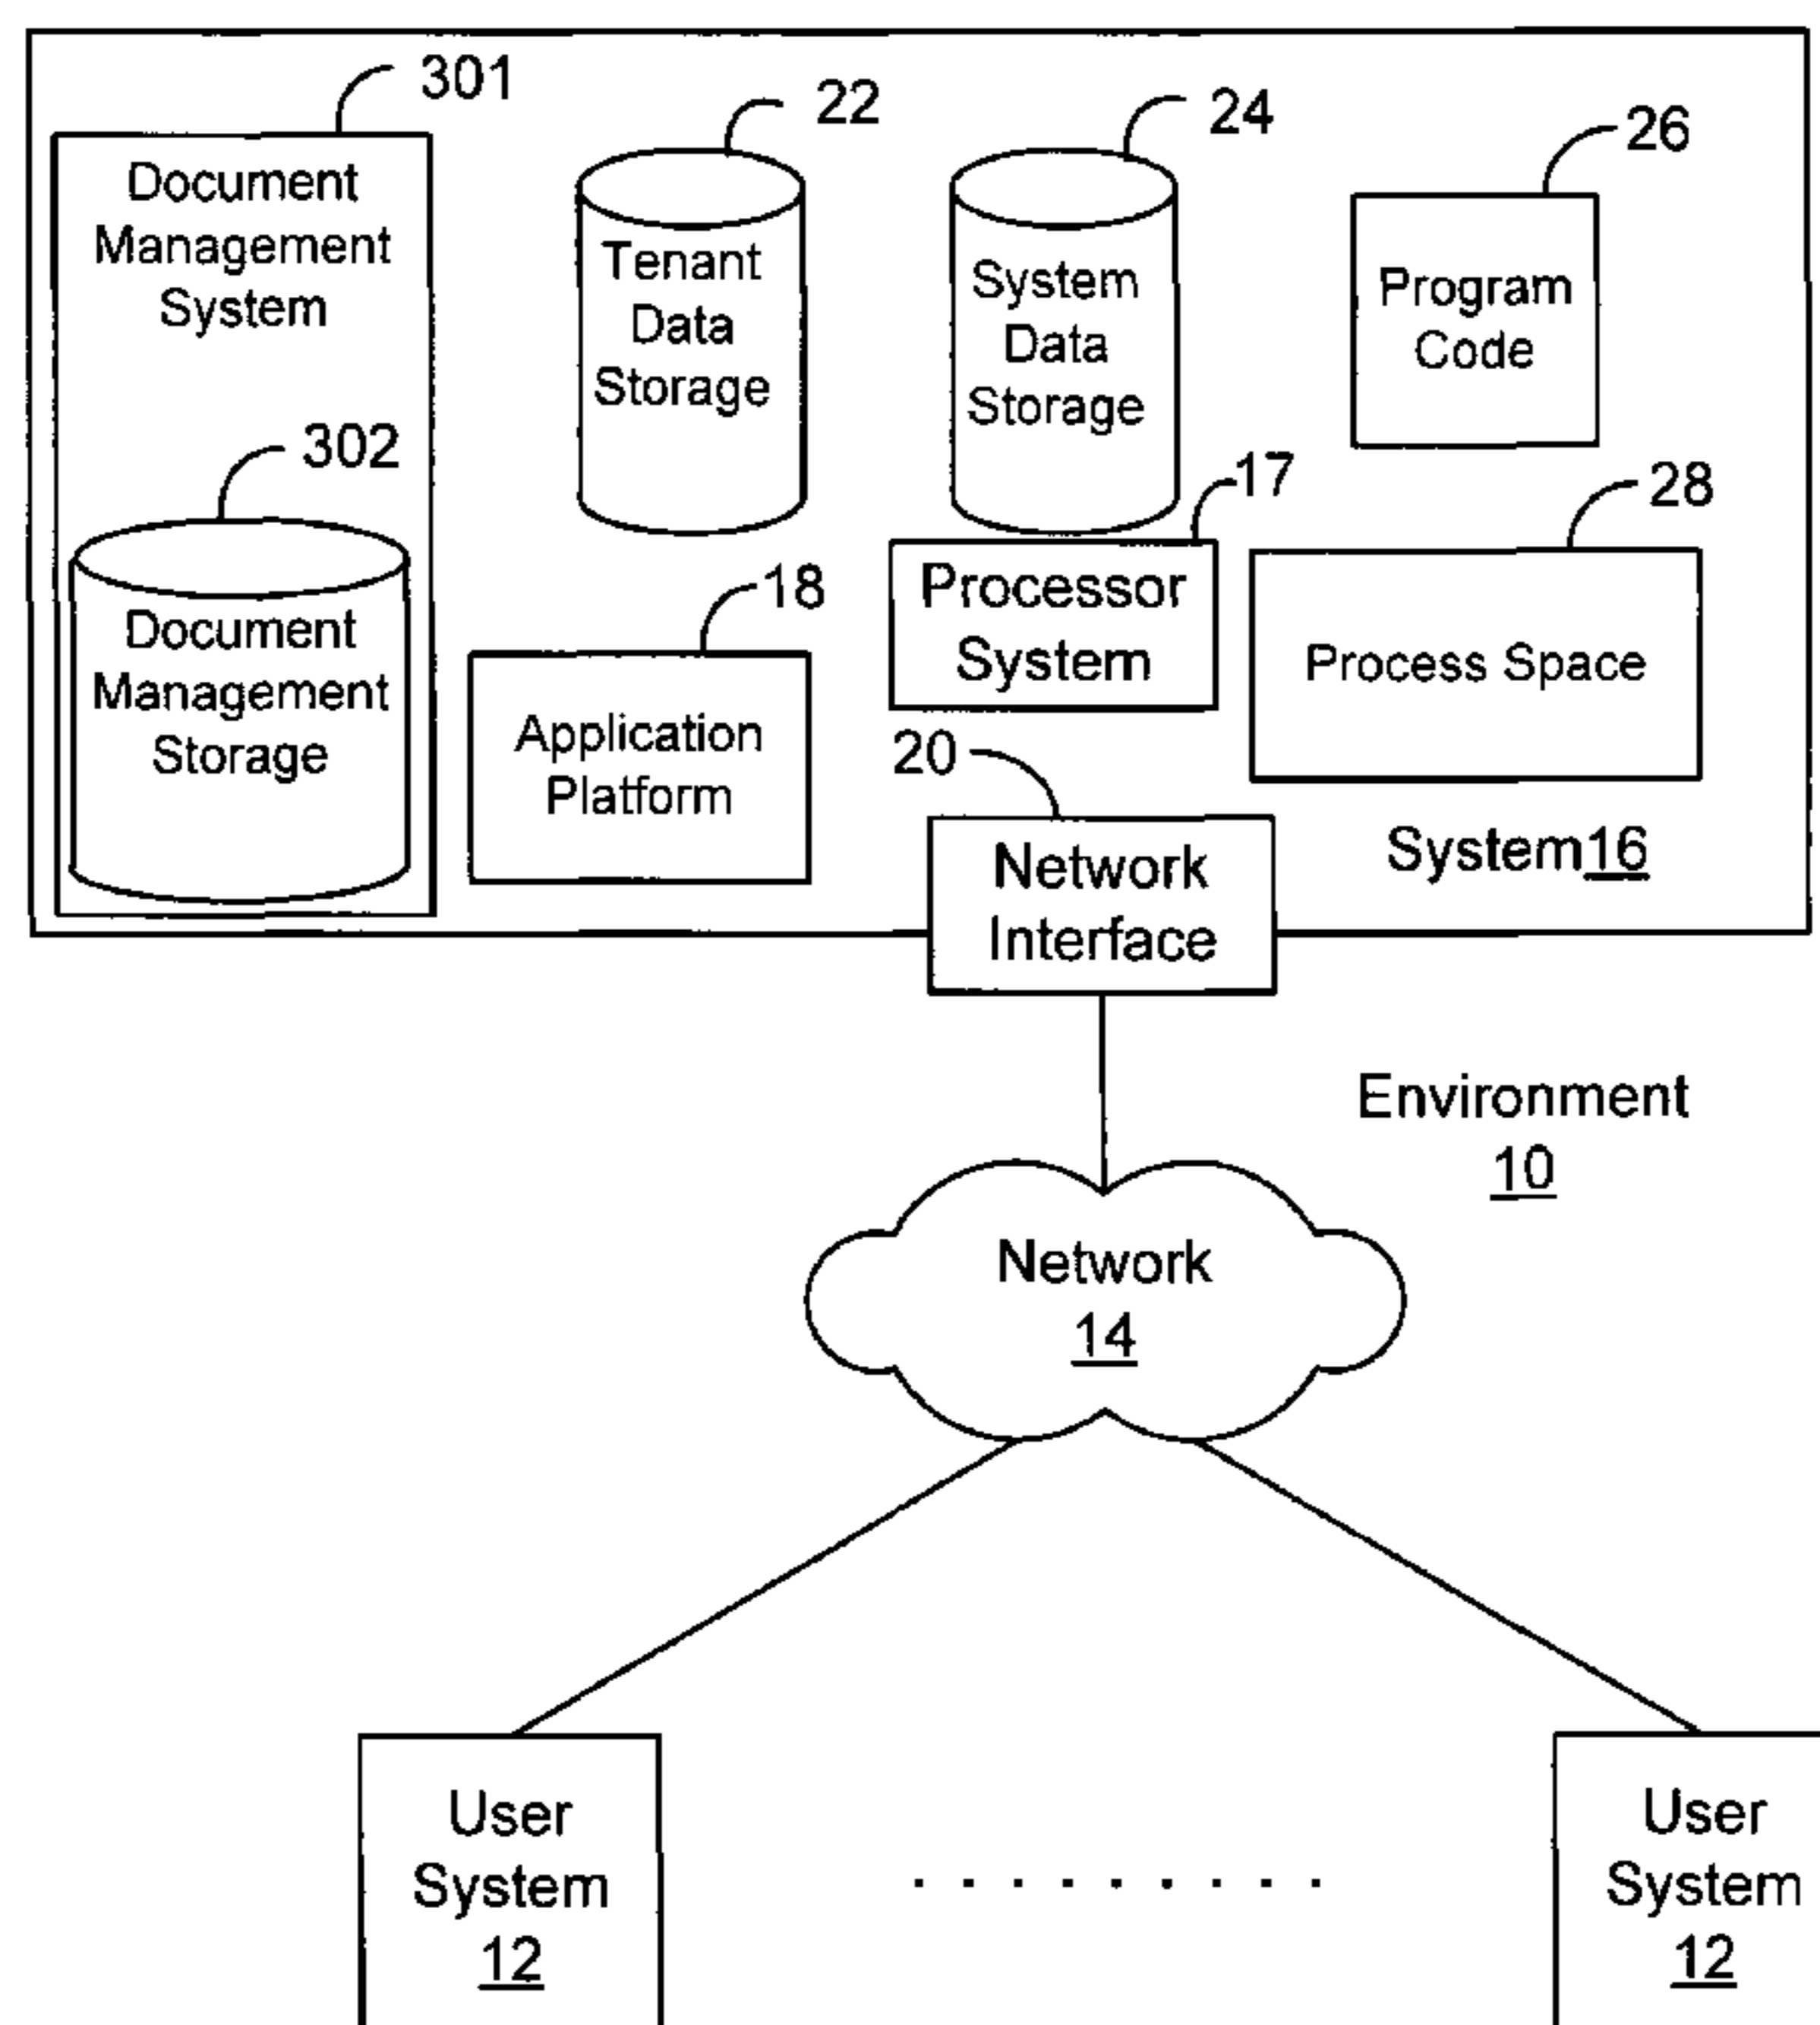 301
22
24
26
Document
Management
System
Tenant
Data
Storage
System
Data
Storage
Program
Code
302
17
28
Document
Management
Storage
18
Application
Platform
Processor
System
Process Space
20
Network
Interface
System16
Environment
10
Network
14
User
System
12
. . . . . . . . .
User
System
12